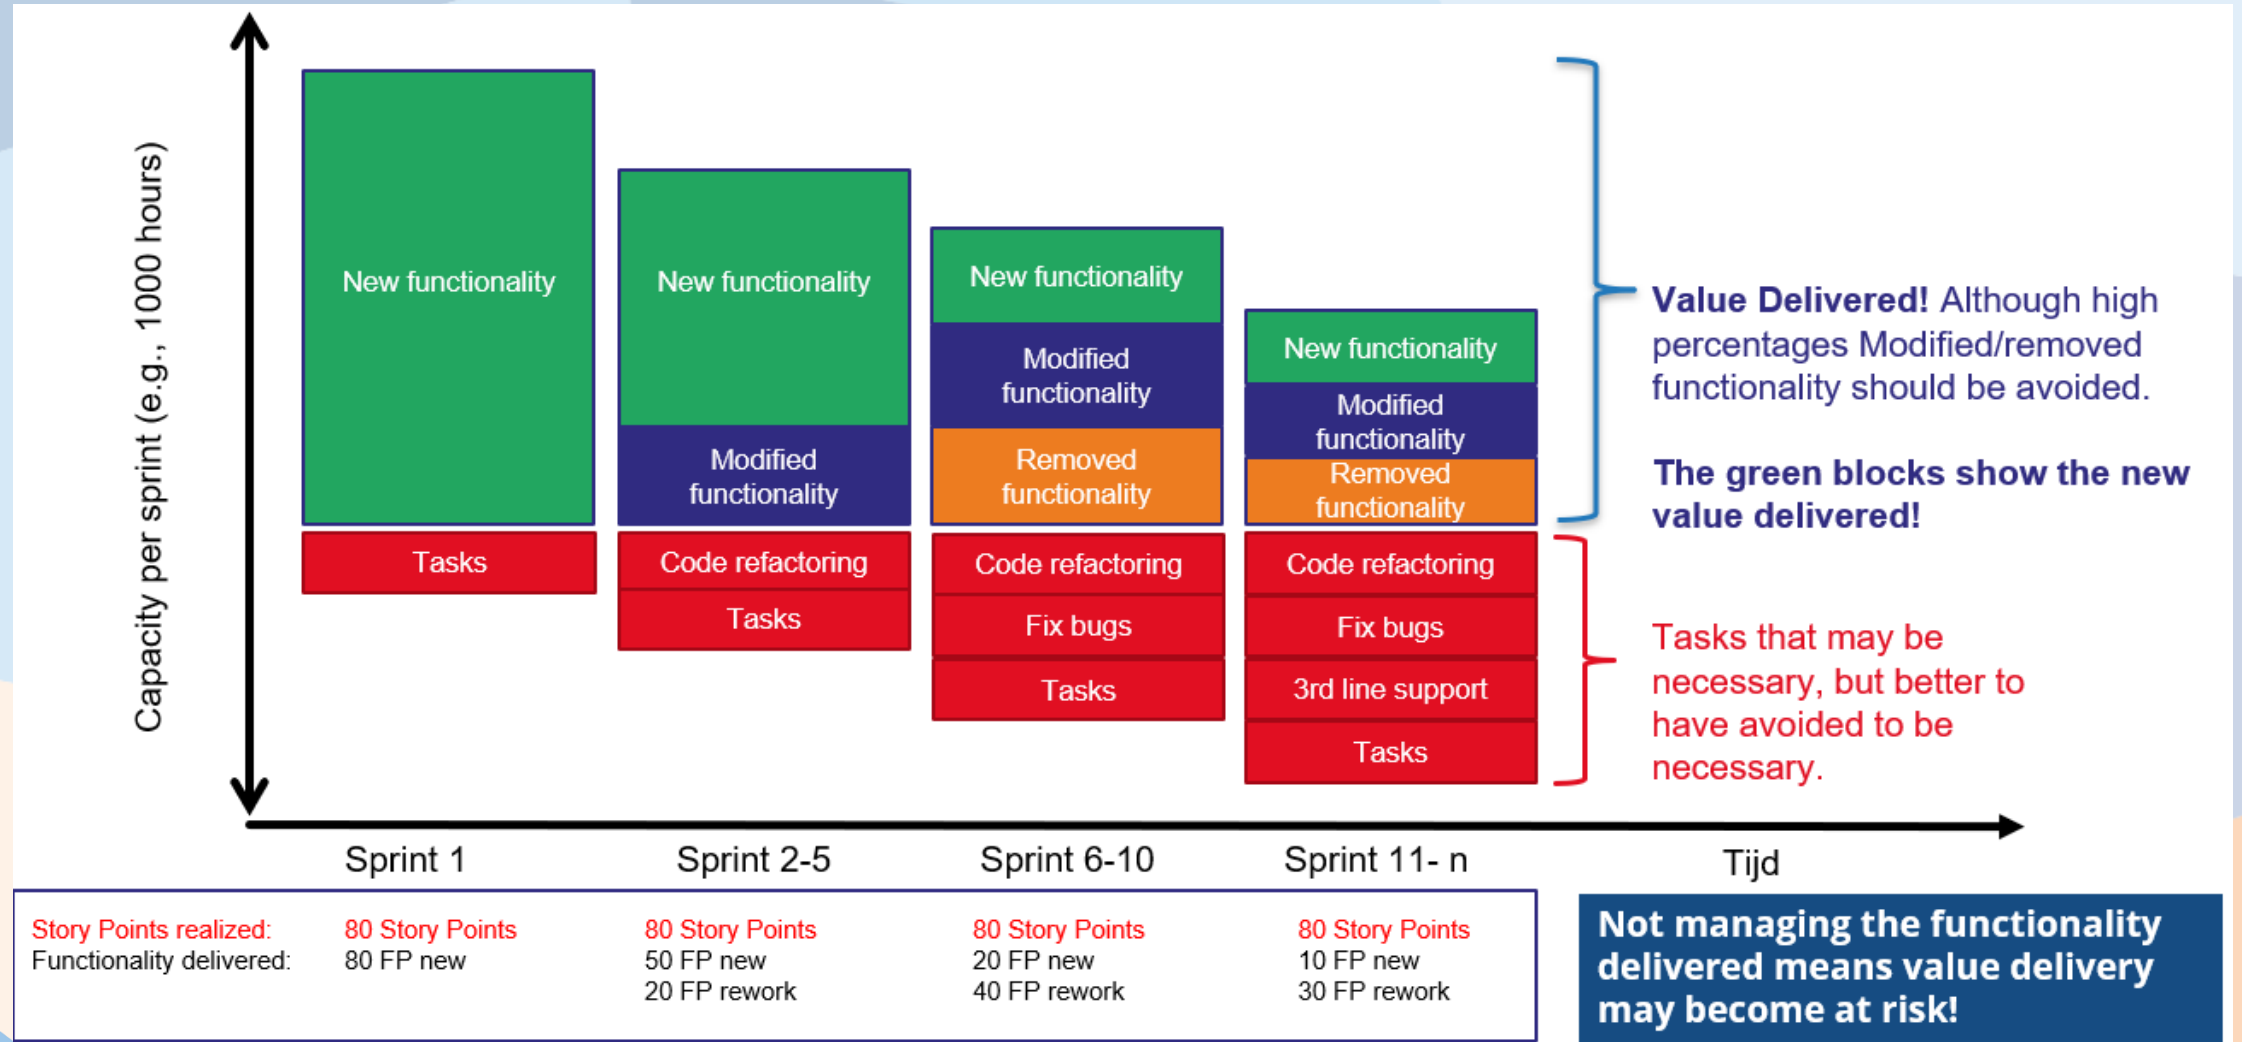 Capacity per sprint (e.g., 1000 hours)
New functionality
Tasks
New functionality
Modified
functionality
Code refactoring
Tasks
New functionality
Modified
functionality
Removed
functionality
Code refactoring
Fix bugs
Tasks
New functionality
Modified
functionality
Removed
functionality
Code refactoring
Fix bugs
3rd line support
Tasks
Value Delivered! Although high
percentages Modified/removed
functionality should be avoided.
The green blocks show the new
value delivered!
Tasks that may be
necessary, but better to
have avoided to be
necessary.
Sprint 1
Sprint 2-5
Sprint 6-10
Sprint 11- n
Tijd
Story Points realized:
Functionality delivered:
80 Story Points
80 FP new
80 Story Points
50 FP new
20 FP rework
80 Story Points
20 FP new
40 FP rework
80 Story Points
10 FP new
30 FP rework
Not managing the functionality
delivered means value delivery
may become at risk!